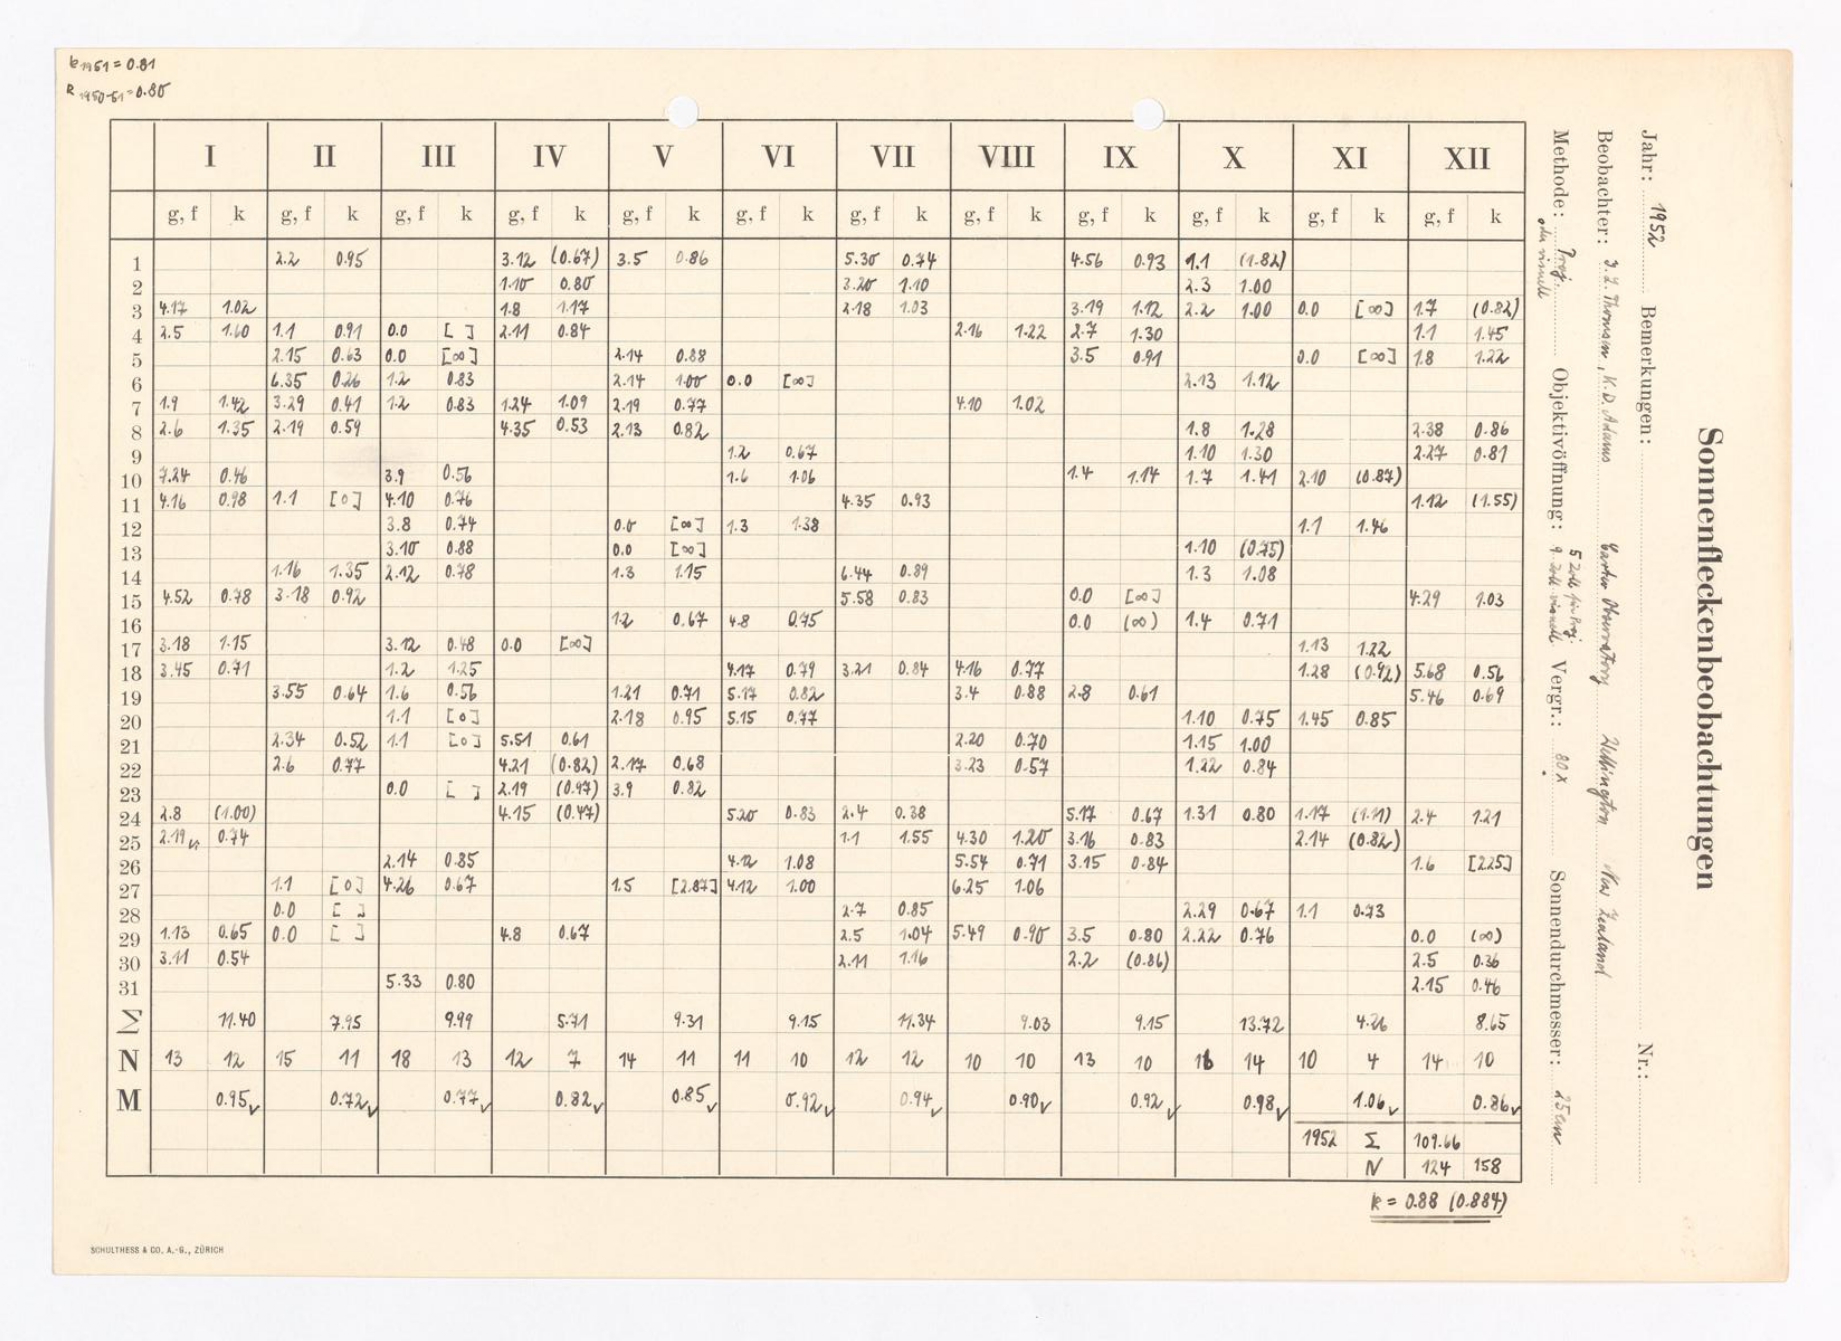 k 1951 = 0.81
R 1950-51 = 0.80
I II III IV V VI VII VIII IX X XI XII
g, f k g, f k g, f k g, f k g, f k g, f k g, f k g, f k g, f k g, f k g, f k g, f k
1 2.2 0.95 3.12 (0.67) 3.5 0.86 5.30 0.74 4.56 0.93 1.1 (1.82)
2 1.10 0.80 3.20 1.10 2.3 1.00
3 4.17 1.02 1.8 1.17 2.18 1.03 3.19 1.12 2.2 1.00 0.0 [∞] 1.7 (0.82)
4 2.5 1.60 1.1 0.91 0.0 [ ] 2.11 0.84 2.16 1.22 2.7 1.30 1.1 1.45
5 2.15 0.63 0.0 [∞] 2.14 0.88 3.5 0.91 0.0 [∞] 1.8 1.22
6 6.35 0.26 1.2 0.83 2.14 1.00 0.0 [∞] 2.13 1.12
7 1.9 1.42 3.29 0.41 1.2 0.83 1.24 1.09 2.19 0.77 4.10 1.02
8 2.6 1.35 2.19 0.59 4.35 0.53 2.13 0.82 1.8 1.28 2.38 0.86
9 1.2 0.67 1.10 1.30 2.27 0.81
10 7.24 0.46 3.9 0.56 1.6 1.06 1.4 1.14 1.7 1.41 2.10 (0.87)
11 4.16 0.98 1.1 [0] 4.10 0.76 4.35 0.93 1.12 (1.55)
12 3.8 0.74 0.0 [∞] 1.3 1.38 1.1 1.46
13 3.10 0.88 0.0 [∞] 1.10 (0.75)
14 1.16 1.35 2.12 0.78 1.3 1.15 6.44 0.89 1.3 1.08
15 4.52 0.78 3.18 0.92 5.58 0.83 0.0 [∞] 4.29 1.03
16 1.2 0.67 4.8 0.75 0.0 (∞) 1.4 0.71
17 3.18 1.15 3.12 0.48 0.0 [∞] 1.13 1.22
18 3.45 0.71 1.2 1.25 4.17 0.79 3.21 0.84 4.16 0.77 1.28 (0.92) 5.68 0.56
19 3.55 0.64 1.6 0.56 1.21 0.71 5.17 0.82 3.4 0.88 2.8 0.61 5.46 0.69
20 1.1 [0] 2.18 0.95 5.15 0.77 1.10 0.75 1.45 0.85
21 2.34 0.52 1.1 [0] 5.51 0.61 2.20 0.70 1.15 1.00
22 2.6 0.77 4.21 (0.82) 2.17 0.68 3.23 0.57 1.22 0.84
23 0.0 [ ] 2.19 (0.97) 3.9 0.82
24 2.8 (1.00) 4.15 (0.47) 5.20 0.83 2.4 0.38 5.17 0.67 1.31 0.80 1.17 (1.11) 2.4 1.21
25 2.19 0.74 1.1 1.55 4.30 1.20 3.16 0.83 2.14 (0.82)
26 2.14 0.85 4.12 1.08 5.54 0.71 3.15 0.84 1.6 [2.25]
27 1.1 [0] 4.26 0.67 1.5 [2.87] 4.12 1.00 6.25 1.06
28 0.0 [ ] 2.7 0.85 2.29 0.67 1.1 0.73
29 1.13 0.65 0.0 [ ] 4.8 0.67 2.5 1.04 5.49 0.90 3.5 0.80 2.22 0.76 0.0 (∞)
30 3.11 0.54 2.11 1.16 2.2 (0.86) 2.5 0.36
31 5.33 0.80 2.15 0.46
Σ 11.40 7.95 9.99 5.71 9.31 9.15 11.34 9.03 9.15 13.72 4.26 8.65
N 13 12 15 11 18 13 12 7 14 11 11 10 12 12 10 10 13 10 16 14 10 4 14 10
M 0.95 0.72 0.77 0.82 0.85 0.92 0.94 0.90 0.92 0.98 1.06 0.86
1952 Σ 109.66
N 124 158
k = 0.88 (0.884)
SCHULTHESS & CO. A.-G., ZÜRICH
Sonnenfleckenbeobachtungen
Jahr: 1952 Bemerkungen: Nr.:
Beobachter: I. L. Thomsen, K. D. Adams Carter Observatory Wellington New Zealand
Methode: Proj. Objektivöffnung: 5 Zoll für Proj. Vergr.: 80x Sonnendurchmesser: 25 cm
oder visuell 9 Zoll visuell